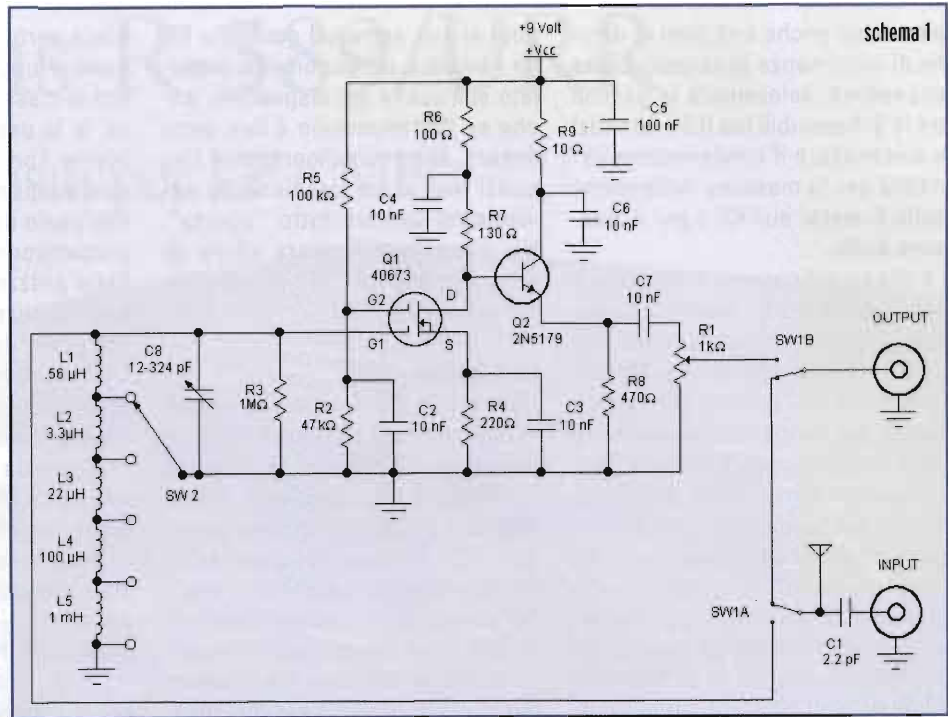 schema 1
+9 Volt
+Vcc
R6
100 Ω
R9
10 Ω
C5
100 nF
R5
100 kΩ
C4
10 nF
R7
130 Ω
C6
10 nF
Q1
40673
G2
D
G1
S
Q2
2N5179
C7
10 nF
R1
1kΩ
SW1B
OUTPUT
L1
.56 µH
C8
12-324 pF
R3
1MΩ
R2
47kΩ
C2
10 nF
R4
220Ω
C3
10 nF
R8
470Ω
L2
3.3µH
L3
22 µH
SW 2
L4
100 µH
L5
1 mH
INPUT
SW1A
C1
2.2 pF